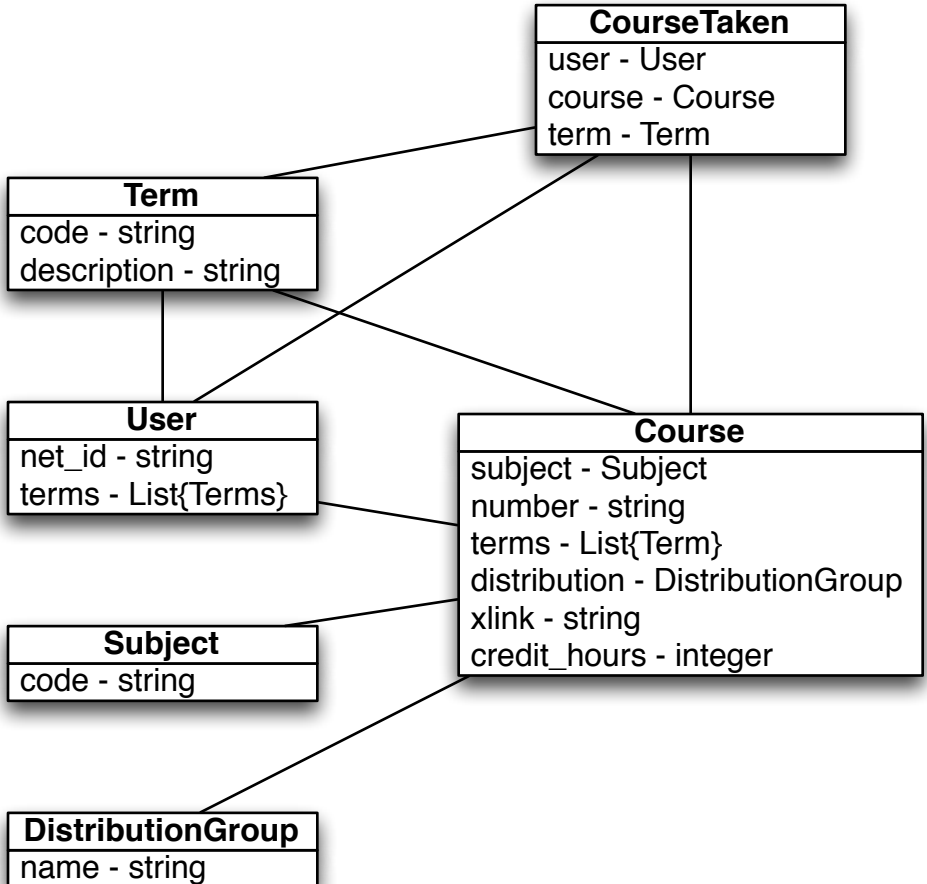 CourseTaken
user - User
course - Course
term - Term
Term
code - string
description - string
User
net_id - string
terms - List{Terms}
Course
subject - Subject
number - string
terms - List{Term}
distribution - DistributionGroup
xlink - string
credit_hours - integer
Subject
code - string
DistributionGroup
name - string